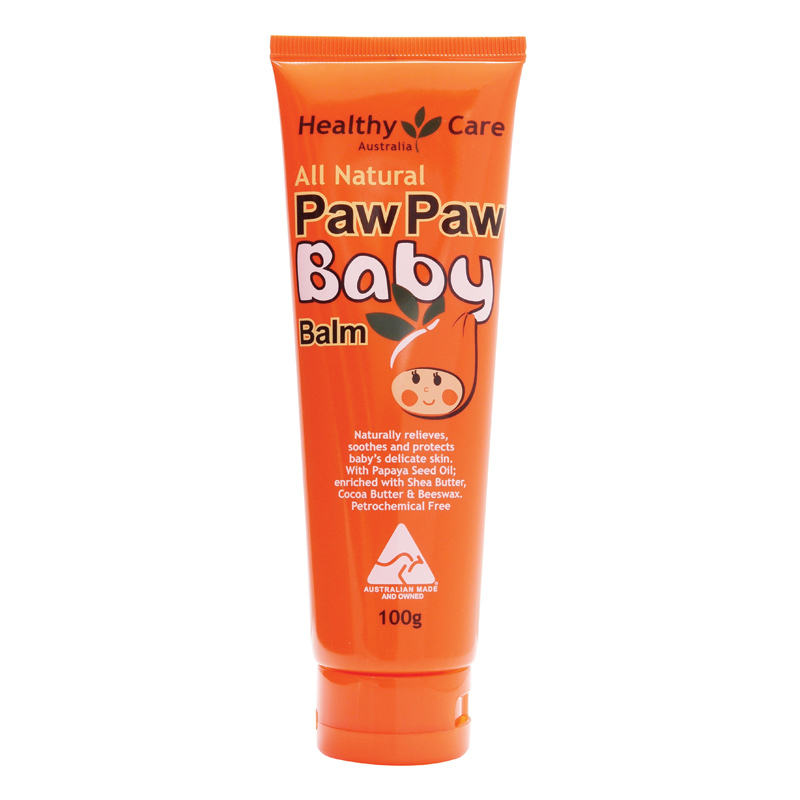 Healthy Care
Australia
All Natural
Paw Paw
Baby
Balm
Naturally relieves,
soothes and protects
baby's delicate skin.
With Papaya Seed Oil;
enriched with Shea Butter,
Cocoa Butter & Beeswax.
Petrochemical Free
AUSTRALIAN MADE
AND OWNED
100g